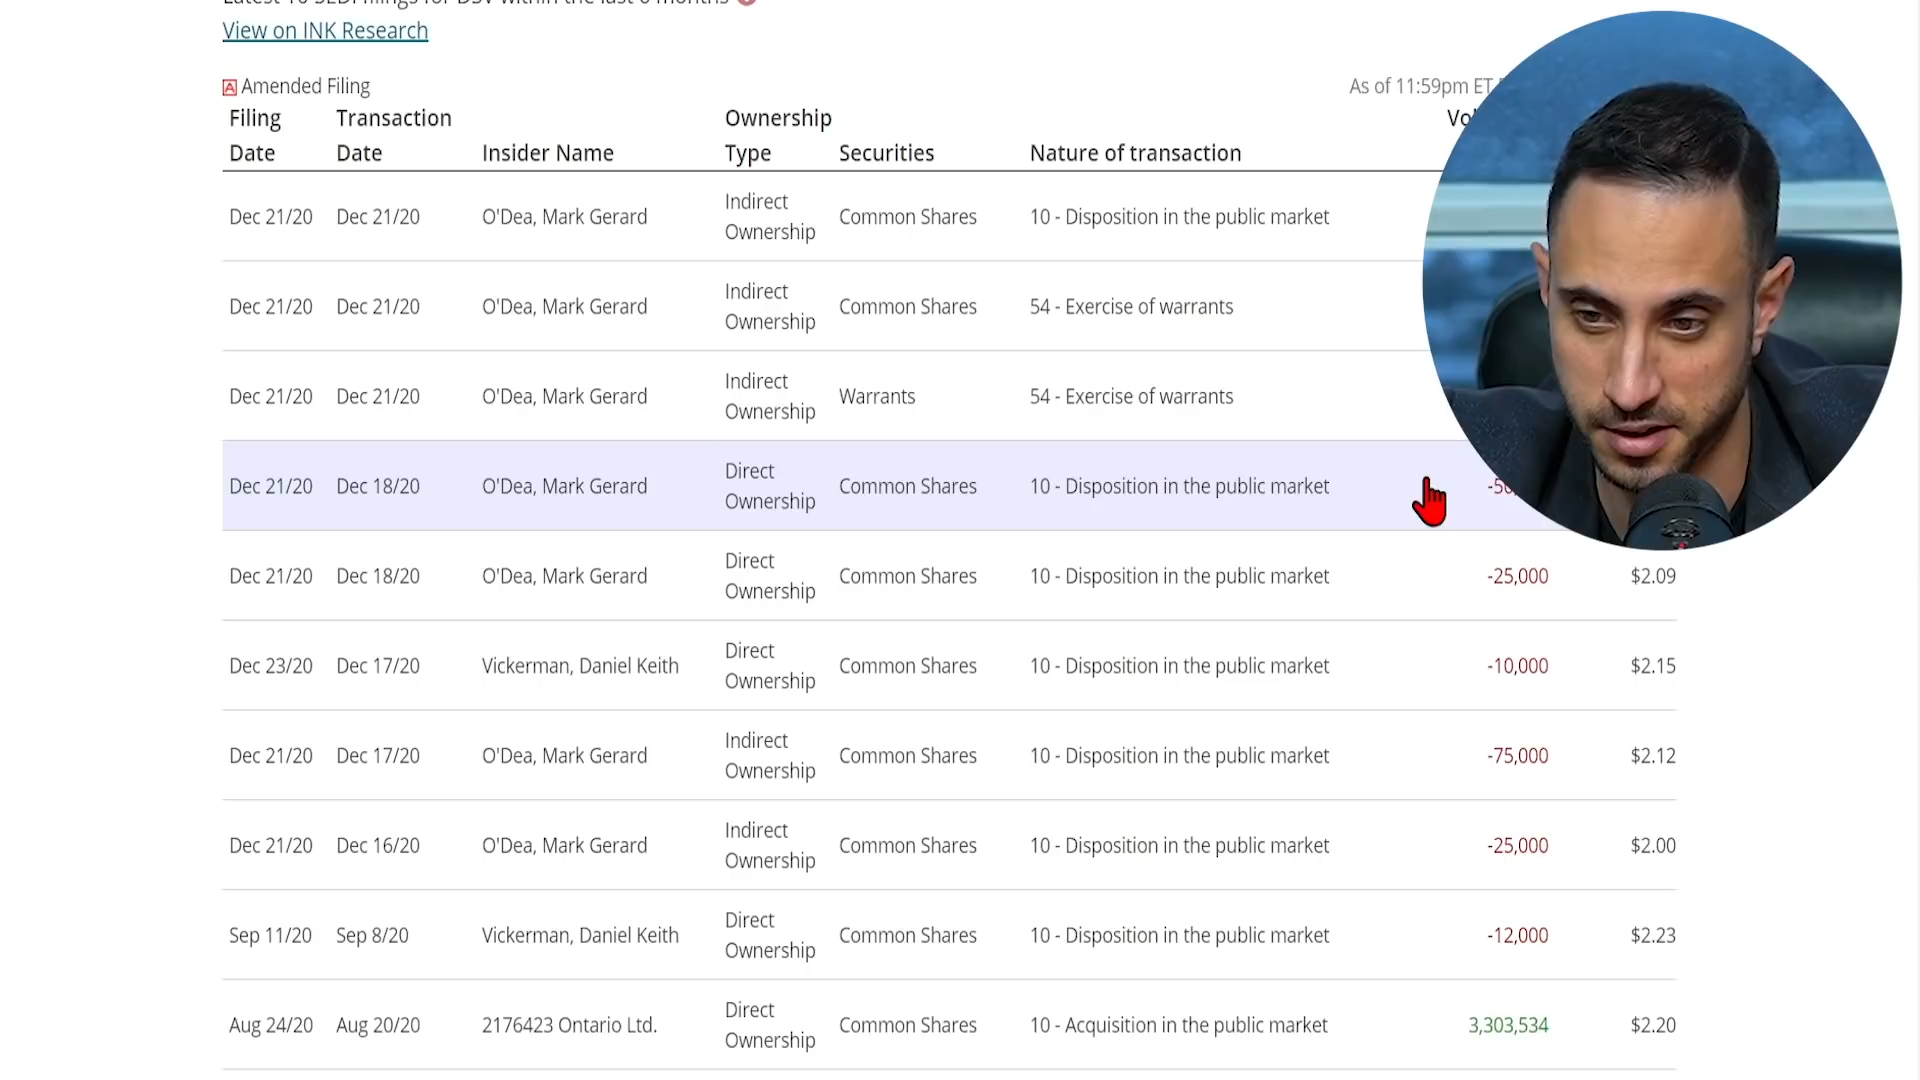 View on INK Research
A Amended Filing
As of 11:59pm ET
Filing Date Transaction Date Insider Name Ownership Type Securities Nature of transaction
Dec 21/20 Dec 21/20 O'Dea, Mark Gerard Indirect Ownership Common Shares 10 - Disposition in the public market
Dec 21/20 Dec 21/20 O'Dea, Mark Gerard Indirect Ownership Common Shares 54 - Exercise of warrants
Dec 21/20 Dec 21/20 O'Dea, Mark Gerard Indirect Ownership Warrants 54 - Exercise of warrants
Dec 21/20 Dec 18/20 O'Dea, Mark Gerard Direct Ownership Common Shares 10 - Disposition in the public market
Dec 21/20 Dec 18/20 O'Dea, Mark Gerard Direct Ownership Common Shares 10 - Disposition in the public market -25,000 $2.09
Dec 23/20 Dec 17/20 Vickerman, Daniel Keith Direct Ownership Common Shares 10 - Disposition in the public market -10,000 $2.15
Dec 21/20 Dec 17/20 O'Dea, Mark Gerard Indirect Ownership Common Shares 10 - Disposition in the public market -75,000 $2.12
Dec 21/20 Dec 16/20 O'Dea, Mark Gerard Indirect Ownership Common Shares 10 - Disposition in the public market -25,000 $2.00
Sep 11/20 Sep 8/20 Vickerman, Daniel Keith Direct Ownership Common Shares 10 - Disposition in the public market -12,000 $2.23
Aug 24/20 Aug 20/20 2176423 Ontario Ltd. Direct Ownership Common Shares 10 - Acquisition in the public market 3,303,534 $2.20